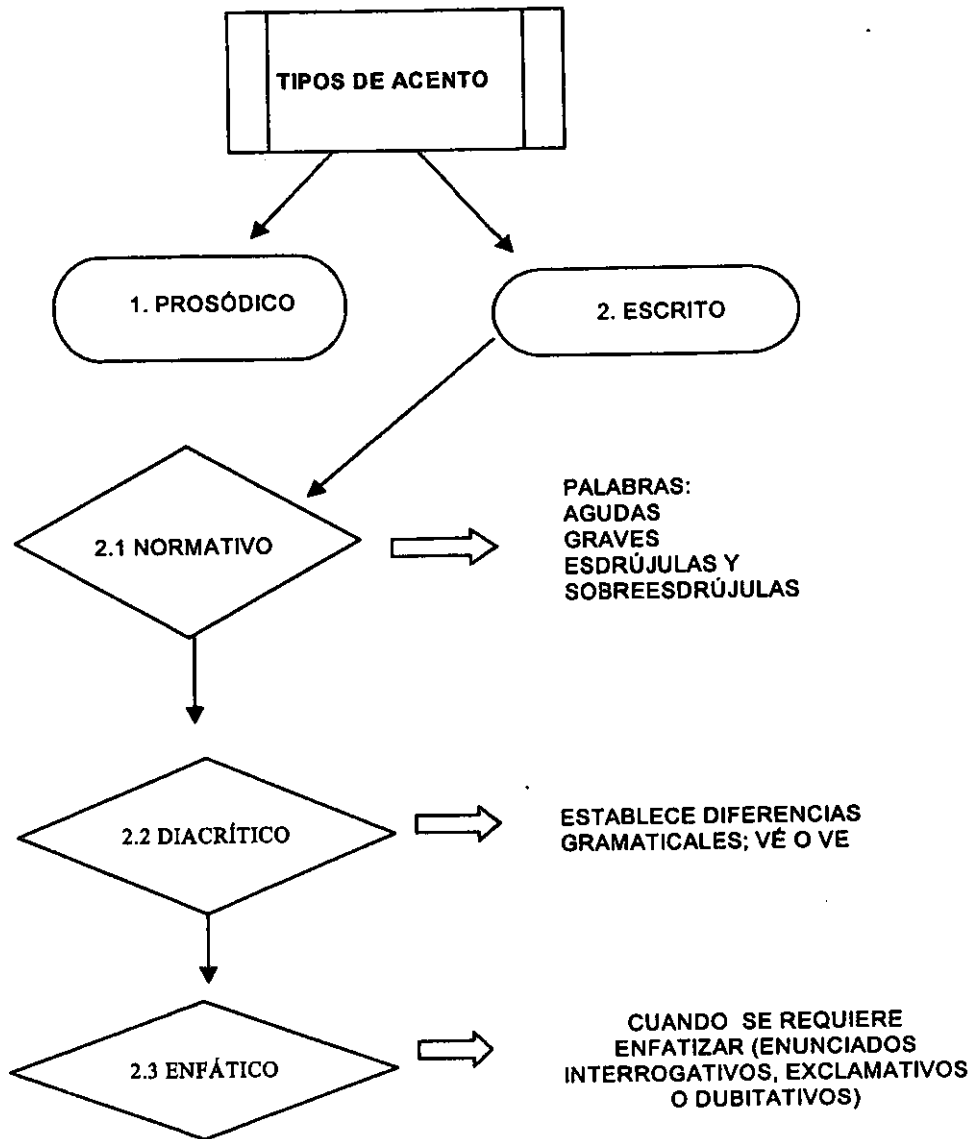 TIPOS DE ACENTO
1. PROSÓDICO
2. ESCRITO
2.1 NORMATIVO
PALABRAS:
AGUDAS
GRAVES
ESDRÚJULAS Y
SOBREESDRÚJULAS
2.2 DIACRÍTICO
ESTABLECE DIFERENCIAS
GRAMATICALES; VÉ O VE
2.3 ENFÁTICO
CUANDO SE REQUIERE
ENFATIZAR (ENUNCIADOS
INTERROGATIVOS, EXCLAMATIVOS
O DUBITATIVOS)